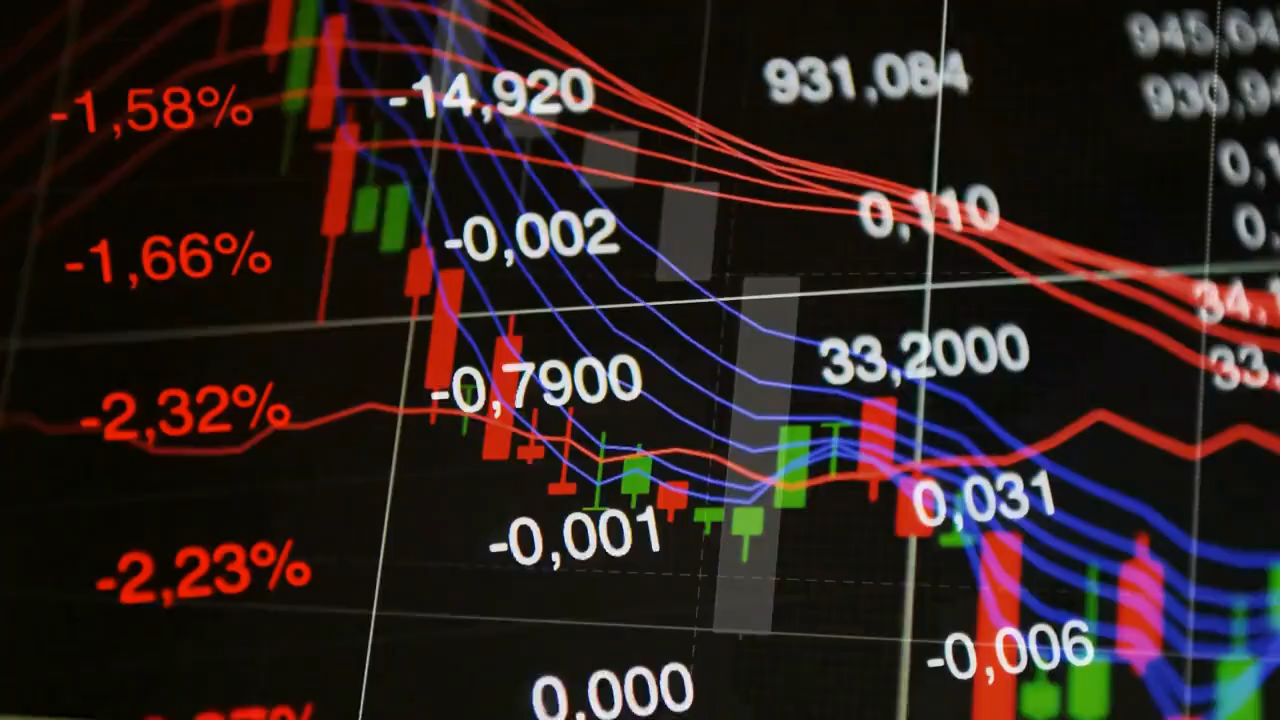 -1,58% -14,920 931,084
-1,66% -0,002 0,110
-2,32% -0,7900 33,2000
-2,23% -0,001 0,031
0,000 -0,006